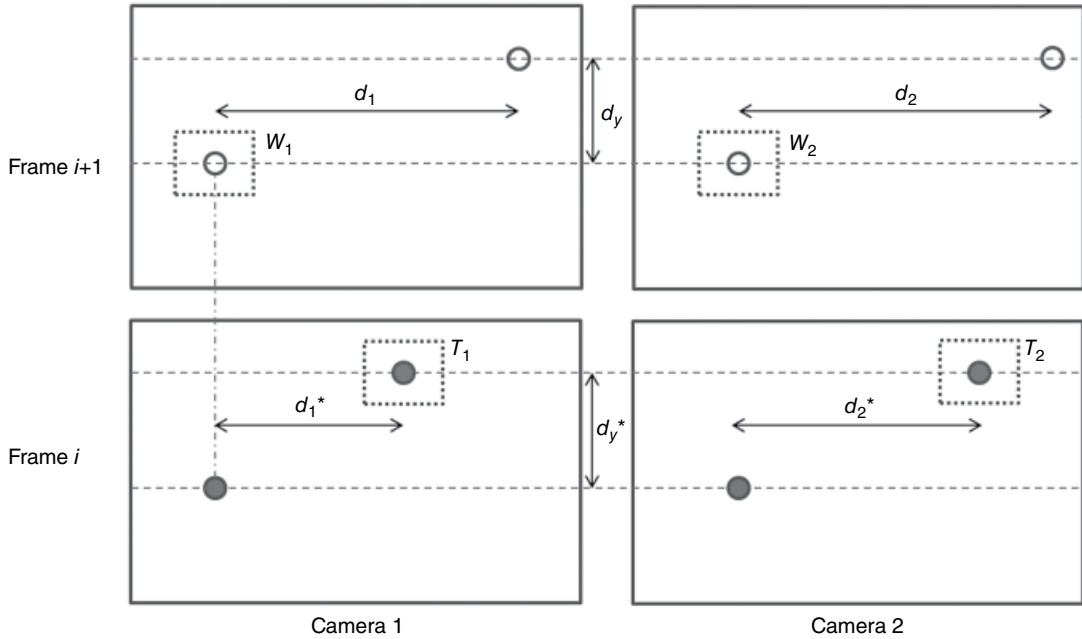 d1
d2
dy
W1
W2
Frame i+1
T1
T2
d1*
d2*
dy*
Frame i
Camera 1
Camera 2